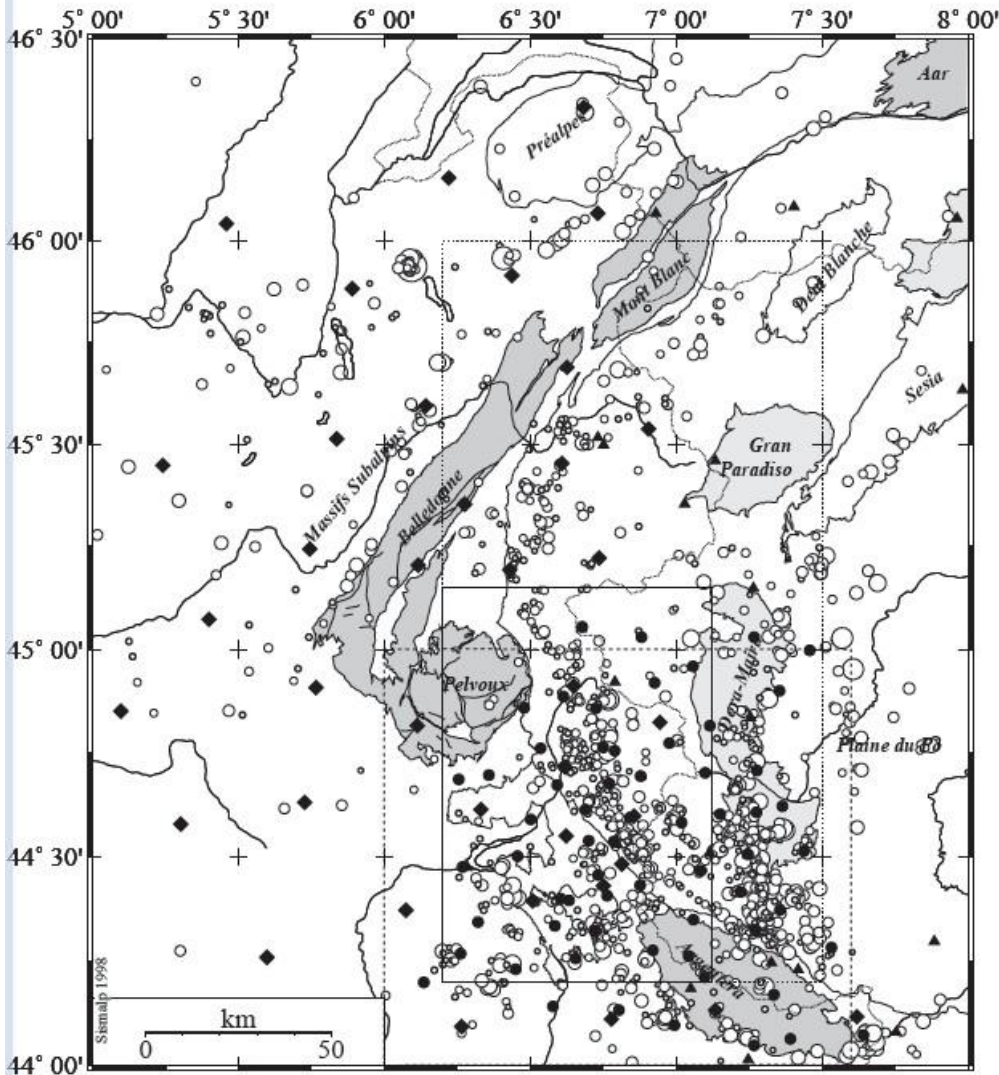 5° 00' 5° 30' 6° 00' 6° 30' 7° 00' 7° 30' 8° 00'
46° 30'
Aar
Préalpes
46° 00'
Dent Blanche
Mont Blanc
Sesia
45° 30'
Gran
Paradiso
Massifs Subalpins
Belledonne
45° 00'
Pelvoux
Dora-Maira
Plaine du Pô
44° 30'
Argentera
Sismalp 1998
km
0 50
44° 00'